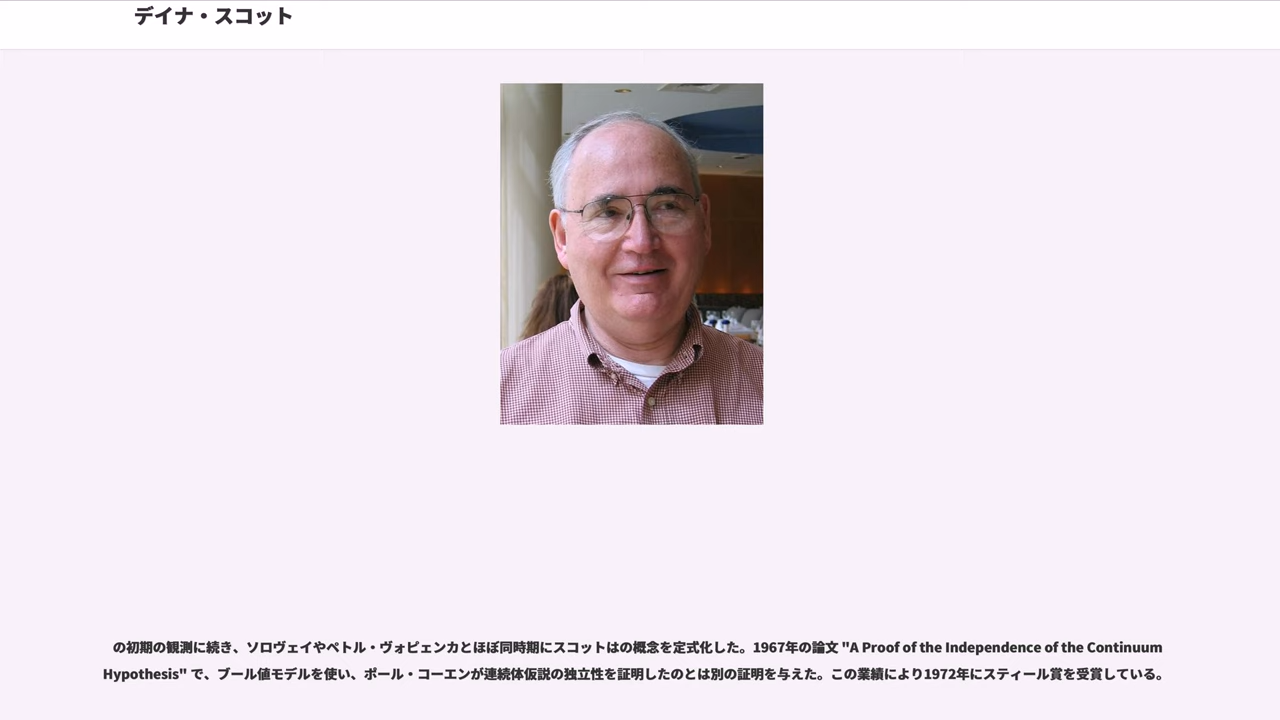 デイナ・スコット
の初期の観測に続き、ソロヴェイやペトル・ヴォピェンカとほぼ同時期にスコットはの概念を定式化した。1967年の論文 "A Proof of the Independence of the Continuum
Hypothesis" で、ブール値モデルを使い、ポール・コーエンが連続体仮説の独立性を証明したのとは別の証明を与えた。この業績により1972年にスティール賞を受賞している。